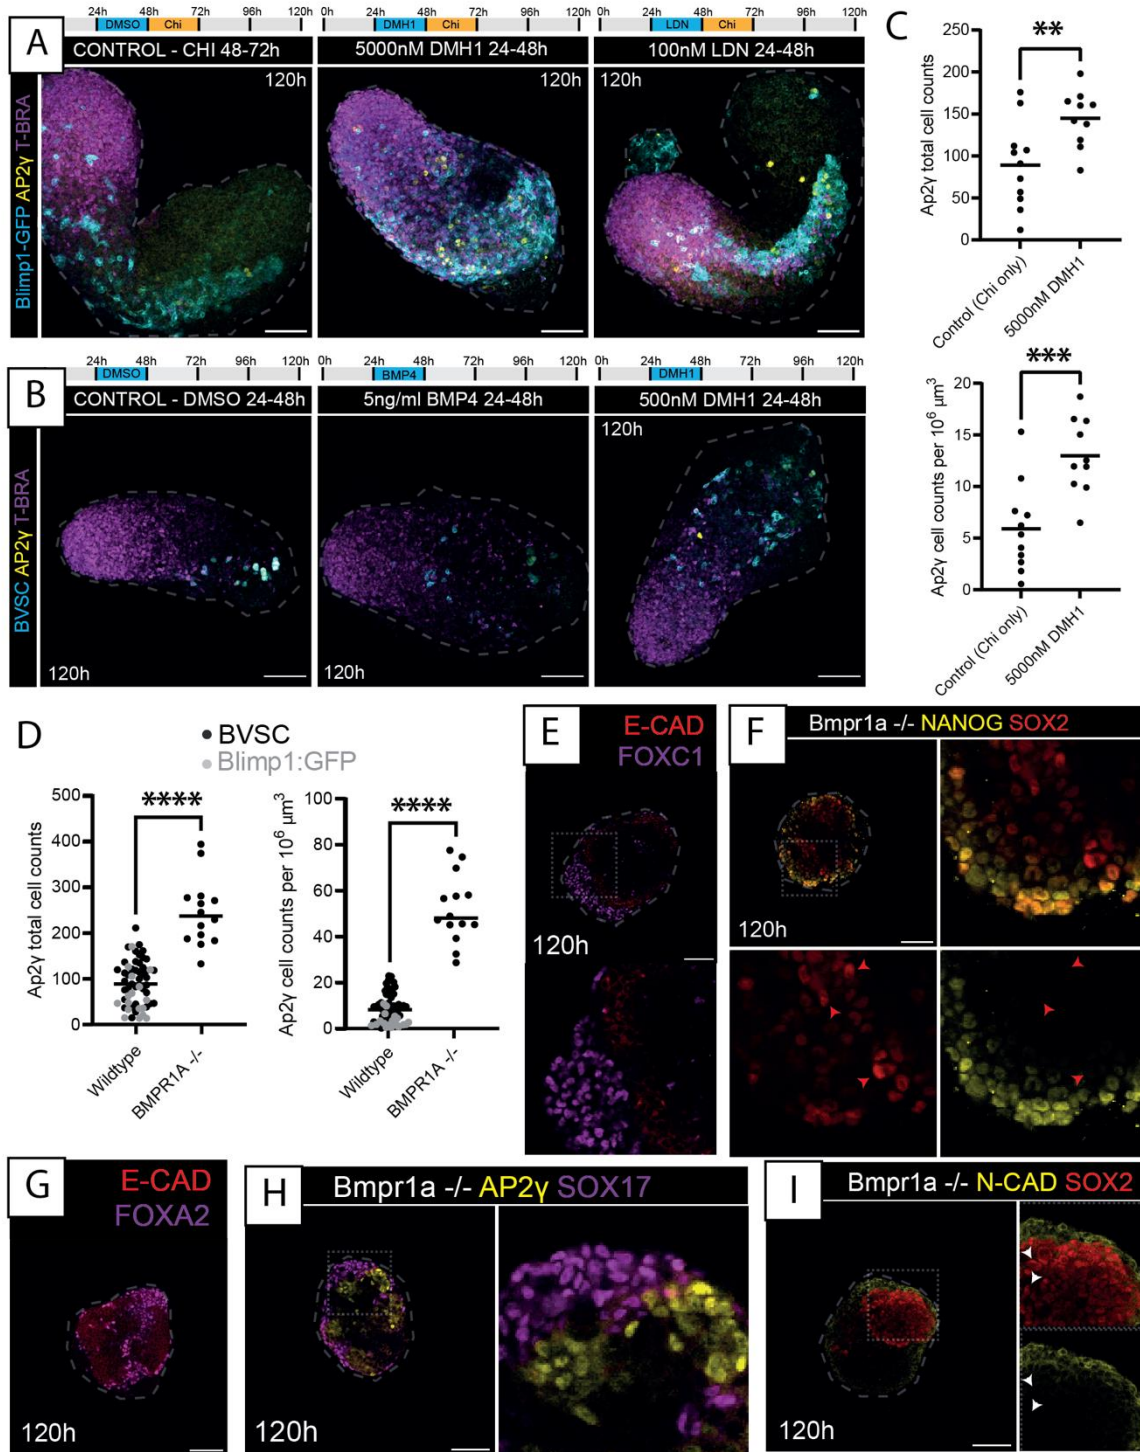 A
24h 48h 72h 96h 120h
DMSO Chi
CONTROL - CHI 48-72h
120h
0h 24h 48h 72h 96h 120h
DMH1 Chi
5000nM DMH1 24-48h
120h
0h 24h 48h 72h 96h 120h
LDN Chi
100nM LDN 24-48h
120h
Blimp1-GFP AP2γ T-BRA
B
24h 48h 72h 96h 120h
DMSO
CONTROL - DMSO 24-48h
120h
0h 24h 48h 72h 96h 120h
BMP4
5ng/ml BMP4 24-48h
120h
0h 24h 48h 72h 96h 120h
DMH1
500nM DMH1 24-48h
120h
BVSC AP2γ T-BRA
C
**
Ap2γ total cell counts
250
200
150
100
50
0
Control (Chi only)
5000nM DMH1
***
Ap2γ cell counts per 10⁶ µm³
20
15
10
5
0
Control (Chi only)
5000nM DMH1
D
BVSC
Blimp1:GFP
****
Ap2γ total cell counts
500
400
300
200
100
0
Wildtype
BMPR1A -/-
****
Ap2γ cell counts per 10⁶ µm³
100
80
60
40
20
0
Wildtype
BMPR1A -/-
E
E-CAD
FOXC1
120h
F
Bmpr1a -/- NANOG SOX2
120h
G
E-CAD
FOXA2
120h
H
Bmpr1a -/- AP2γ SOX17
120h
I
Bmpr1a -/- N-CAD SOX2
120h